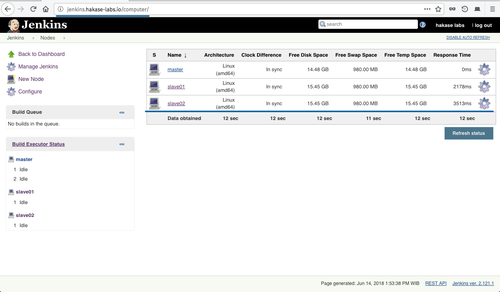 jenkins.hakase-labs.io/computer/
Jenkins
search
hakase labs
log out
Jenkins
Nodes
DISABLE AUTO REFRESH
Back to Dashboard
Manage Jenkins
New Node
Configure
Build Queue
No builds in the queue.
Build Executor Status
master
1 Idle
2 Idle
slave01
1 Idle
slave02
1 Idle
S Name ↓ Architecture Clock Difference Free Disk Space Free Swap Space Free Temp Space Response Time
master Linux (amd64) In sync 14.48 GB 980.00 MB 14.48 GB 0ms
slave01 Linux (amd64) In sync 15.45 GB 980.00 MB 15.45 GB 2178ms
slave02 Linux (amd64) In sync 15.45 GB 980.00 MB 15.45 GB 3513ms
Data obtained 12 sec 12 sec 12 sec 11 sec 12 sec 12 sec
Refresh status
Page generated: Jun 14, 2018 1:53:38 PM WIB REST API Jenkins ver. 2.121.1